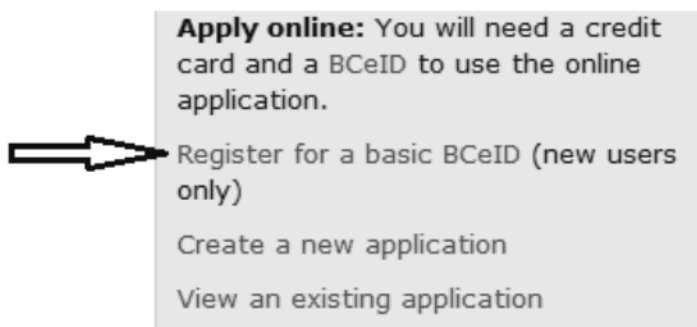 Apply online: You will need a credit
card and a BCeID to use the online
application.
Register for a basic BCeID (new users
only)
Create a new application
View an existing application